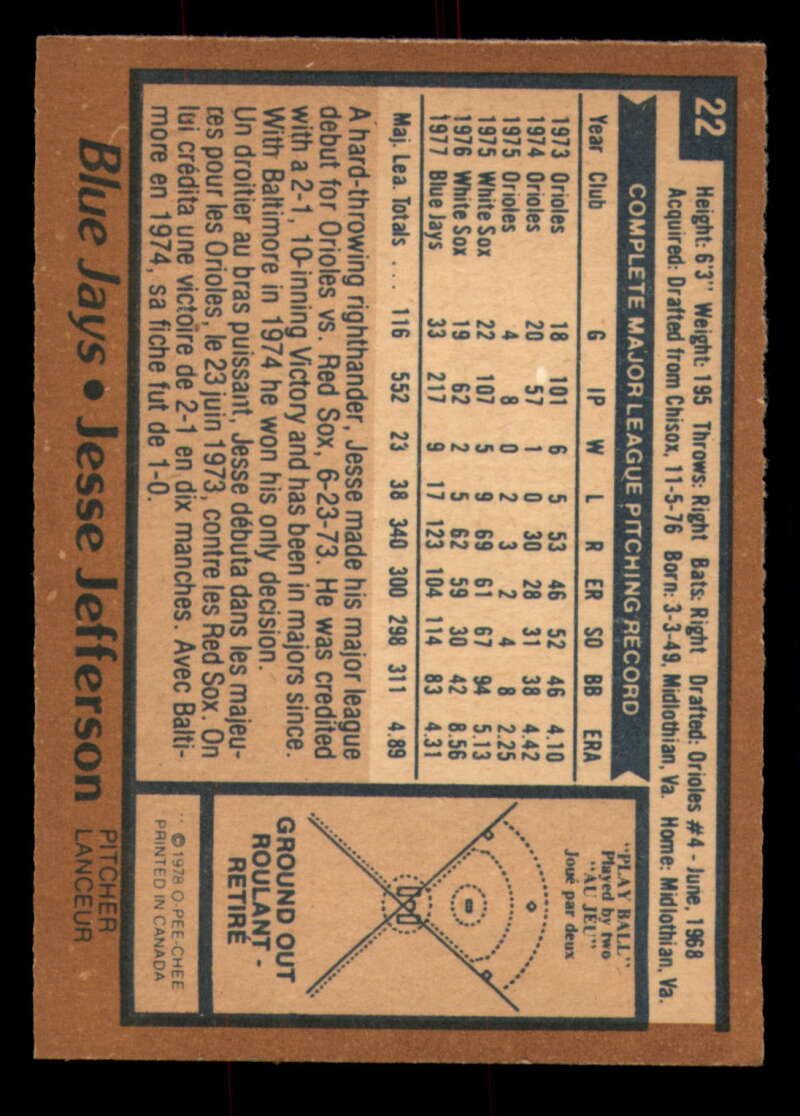 22
Height: 6'3" Weight: 195 Throws: Right Bats: Right Drafted: Orioles #4 - June, 1968
Acquired: Drafted from Chisox, 11-5-76 Born: 3-3-49, Midlothian, Va. Home: Midlothian, Va.
COMPLETE MAJOR LEAGUE PITCHING RECORD
Year Club G IP W L R ER SO BB ERA
1973 Orioles 18 101 6 5 53 46 52 46 4.10
1974 Orioles 20 57 1 0 30 28 31 38 4.42
1975 Orioles 4 8 0 2 3 2 4 8 2.25
1975 White Sox 22 107 5 9 69 61 67 94 5.13
1976 White Sox 19 62 2 5 62 59 30 42 8.56
1977 Blue Jays 33 217 9 17 123 104 114 83 4.31
Maj. Lea. Totals ... 116 552 23 38 340 300 298 311 4.89
A hard-throwing righthander, Jesse made his major league
debut for Orioles vs. Red Sox, 6-23-73. He was credited
with a 2-1, 10-inning Victory and has been in majors since.
With Baltimore in 1974 he won his only decision.
Un droitier au bras puissant, Jesse débuta dans les majeu-
res pour les Orioles, le 23 juin 1973, contre les Red Sox. On
lui crédita une victoire de 2-1 en dix manches. Avec Balti-
more en 1974, sa fiche fut de 1-0.
"PLAY BALL"
Played by two
"AU JEU"
Joué par deux
GROUND OUT
ROULANT -
RETIRÉ
© 1978 O-PEE-CHEE
PRINTED IN CANADA
Blue Jays • Jesse Jefferson
PITCHER
LANCEUR